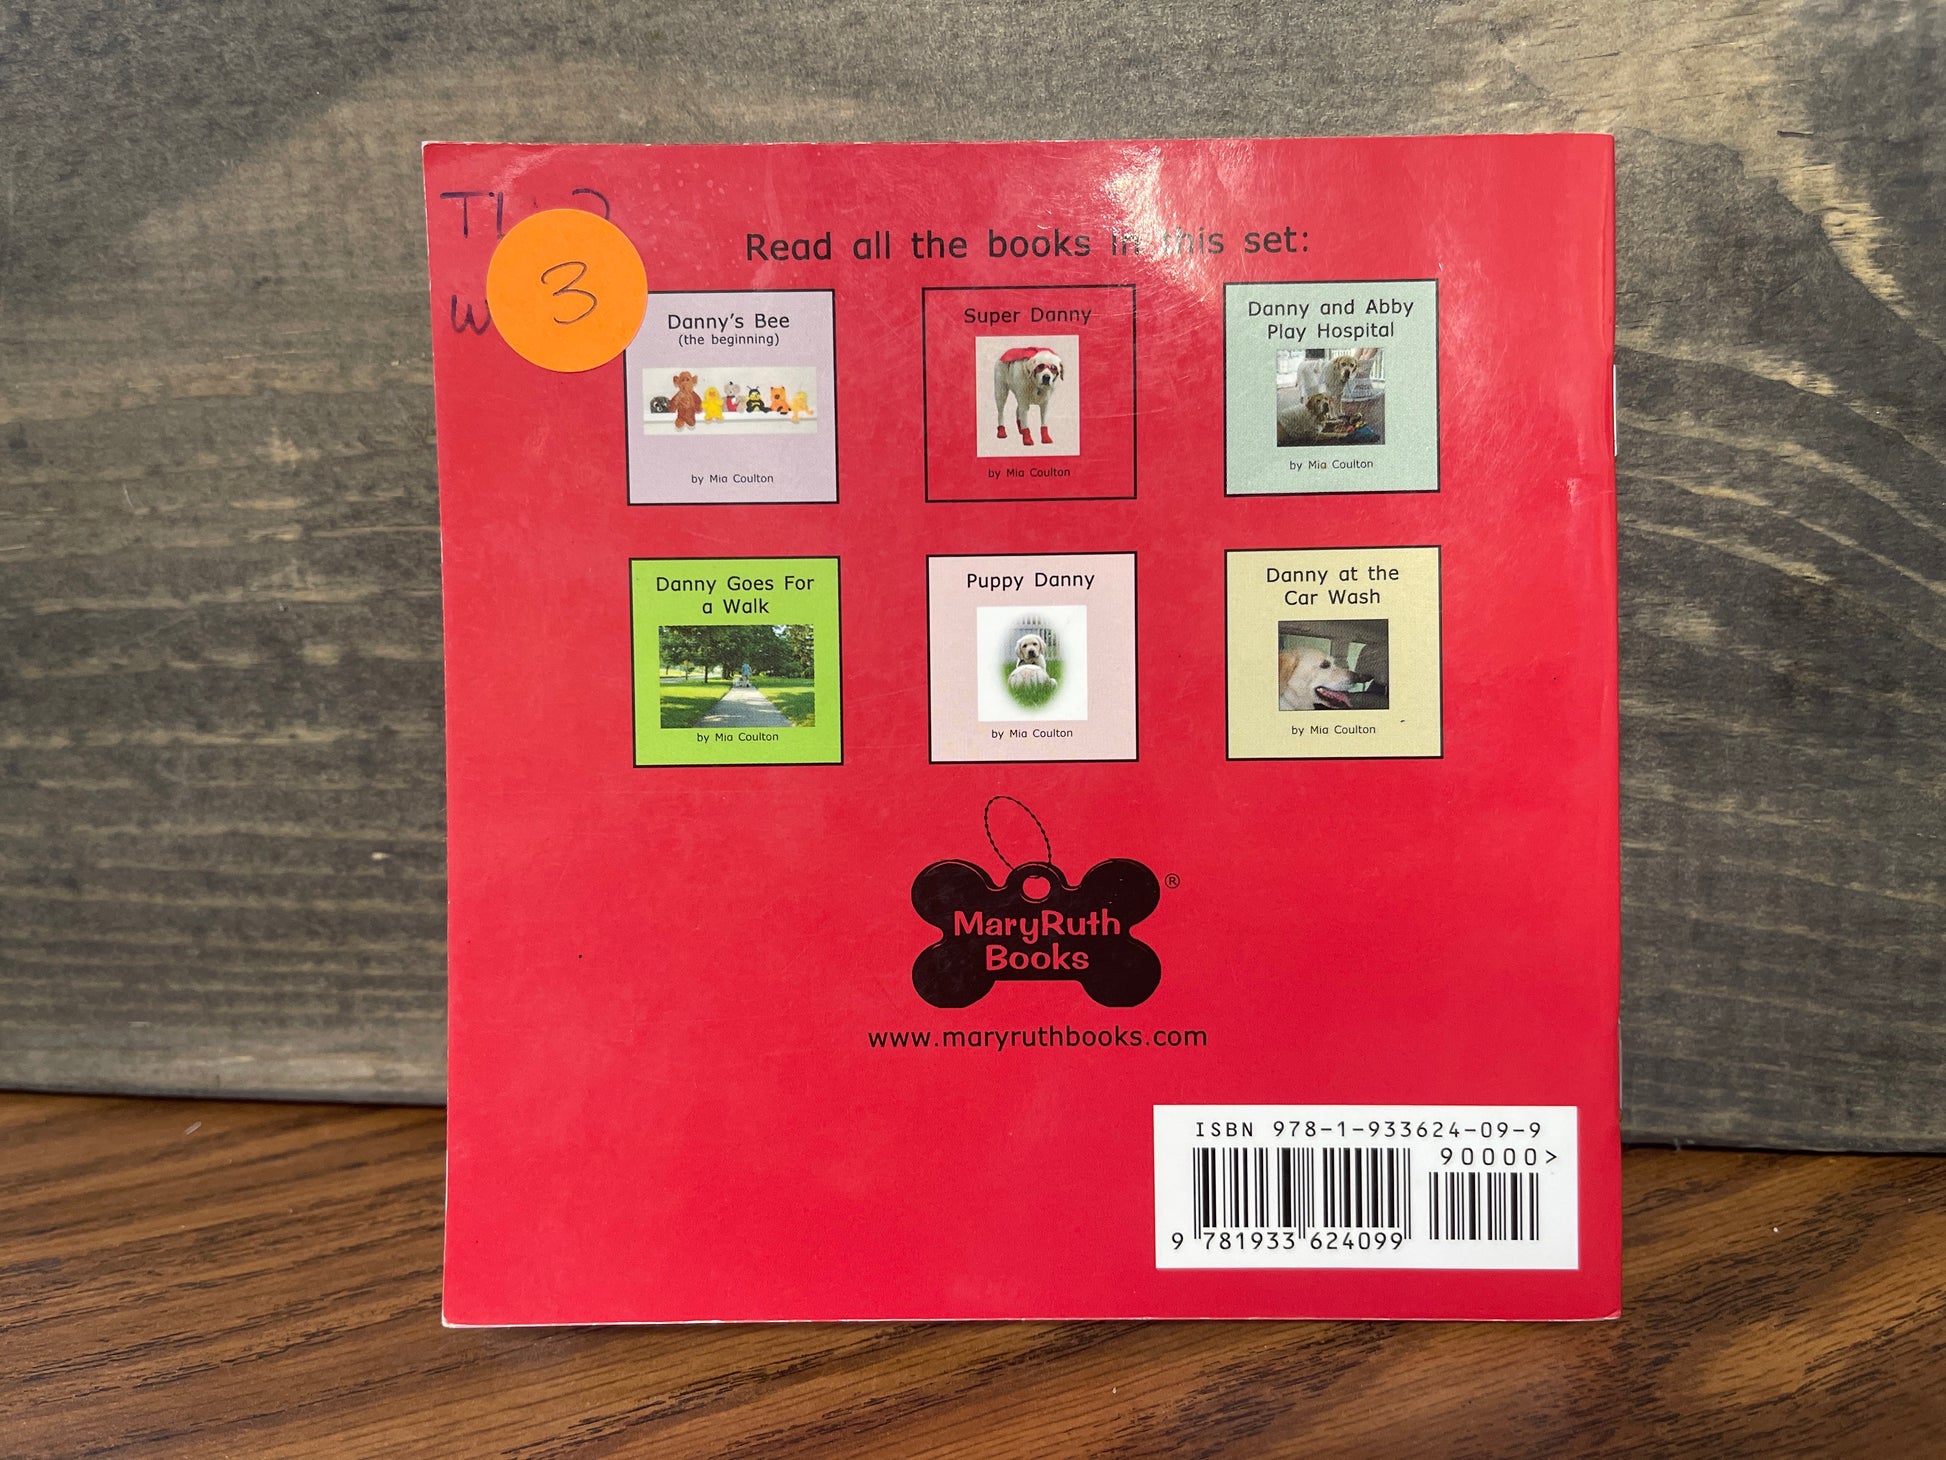 3
Read all the books in this set:
Danny's Bee
(the beginning)
by Mia Coulton
Super Danny
by Mia Coulton
Danny and Abby
Play Hospital
by Mia Coulton
Danny Goes For
a Walk
by Mia Coulton
Puppy Danny
by Mia Coulton
Danny at the
Car Wash
by Mia Coulton
MaryRuth
Books
®
www.maryruthbooks.com
ISBN 978-1-933624-09-9
90000>
9 781933 624099